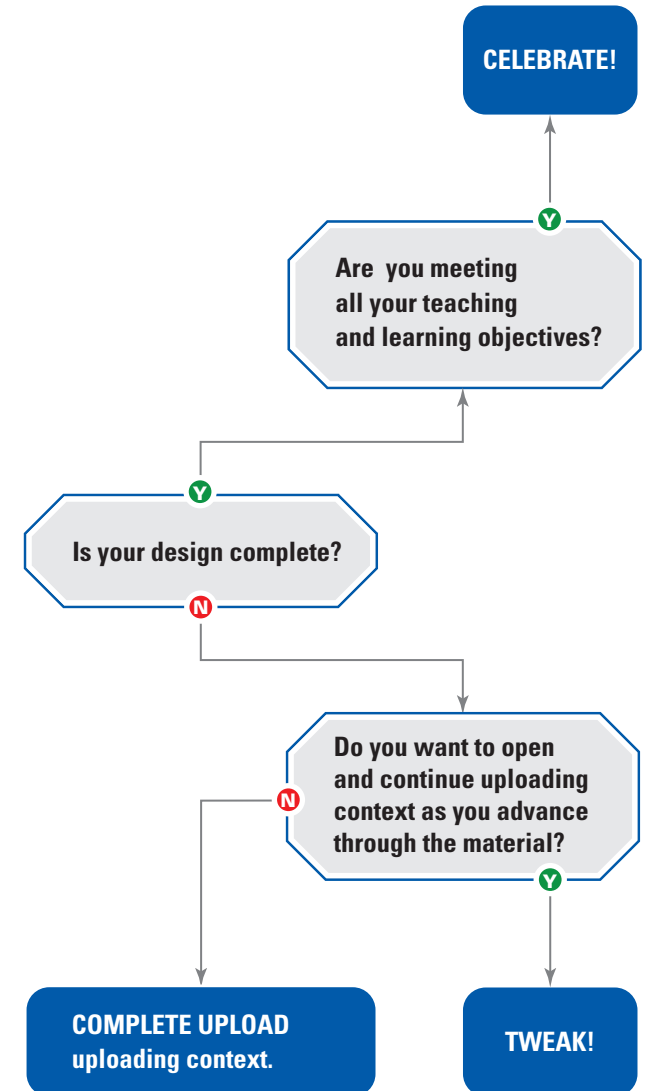 CELEBRATE!
Y
Are you meeting
all your teaching
and learning objectives?
Y
Is your design complete?
N
Do you want to open
and continue uploading
context as you advance
through the material?
N
Y
COMPLETE UPLOAD
uploading context.
TWEAK!